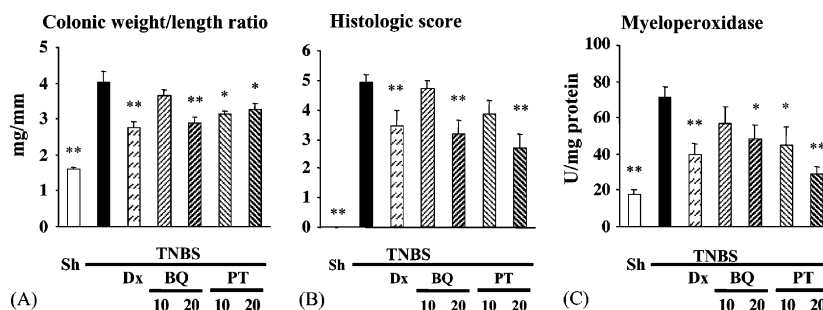 Colonic weight/length ratio
mg/mm
5
4
3
2
1
0
**
**
**
*
*
Sh
TNBS
Dx BQ PT
10 20 10 20
(A)
Histologic score
6
5
4
3
2
1
0
**
**
**
**
TNBS
Dx BQ PT
10 20 10 20
(B)
Myeloperoxidase
U/mg protein
100
80
60
40
20
0
**
**
*
*
**
Sh
TNBS
Dx BQ PT
10 20 10 20
(C)